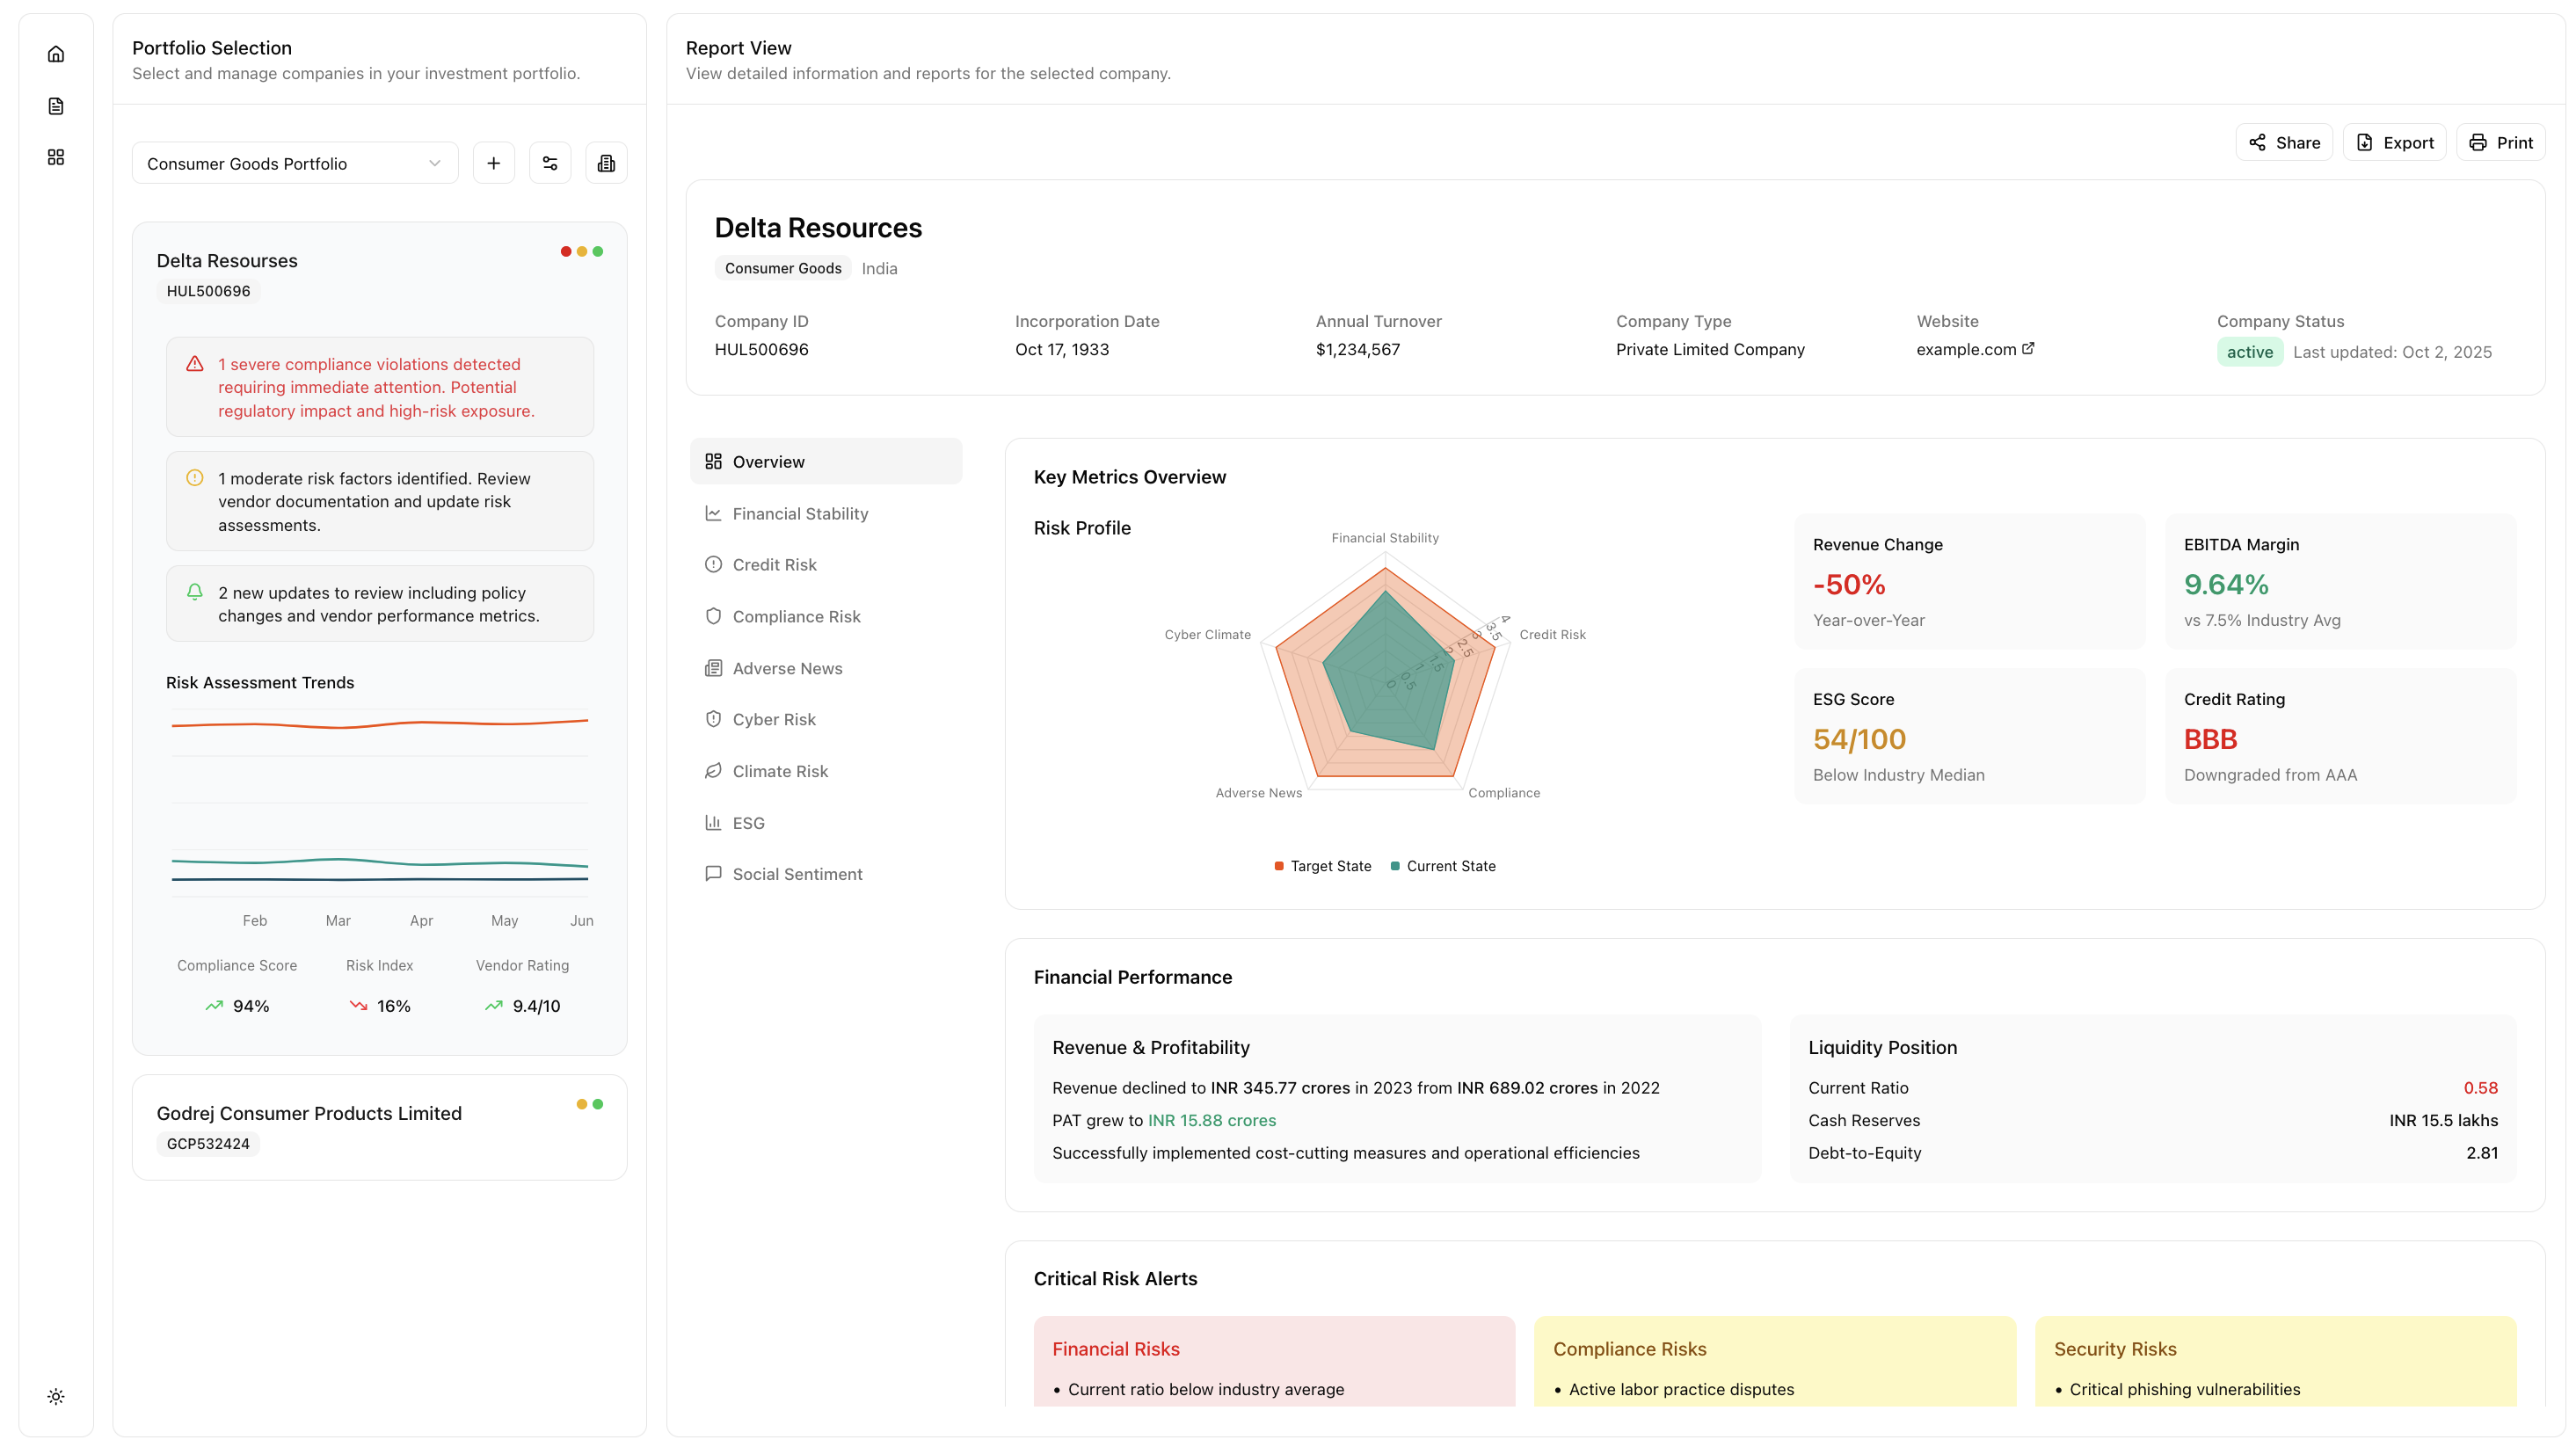 Portfolio Selection
Select and manage companies in your investment portfolio.
Consumer Goods Portfolio
Delta Resourses
HUL500696
1 severe compliance violations detected
requiring immediate attention. Potential
regulatory impact and high-risk exposure.
1 moderate risk factors identified. Review
vendor documentation and update risk
assessments.
2 new updates to review including policy
changes and vendor performance metrics.
Risk Assessment Trends
Feb Mar Apr May Jun
Compliance Score Risk Index Vendor Rating
94% 16% 9.4/10
Godrej Consumer Products Limited
GCP532424
Report View
View detailed information and reports for the selected company.
Share Export Print
Delta Resources
Consumer Goods India
Company ID Incorporation Date Annual Turnover Company Type Website Company Status
HUL500696 Oct 17, 1933 $1,234,567 Private Limited Company example.com active Last updated: Oct 2, 2025
Overview
Financial Stability
Credit Risk
Compliance Risk
Adverse News
Cyber Risk
Climate Risk
ESG
Social Sentiment
Key Metrics Overview
Risk Profile
Financial Stability
Credit Risk
Compliance
Adverse News
Cyber Climate
0 0.5 1 1.5 2 2.5 3 3.5 4
Target State Current State
Revenue Change
-50%
Year-over-Year
EBITDA Margin
9.64%
vs 7.5% Industry Avg
ESG Score
54/100
Below Industry Median
Credit Rating
BBB
Downgraded from AAA
Financial Performance
Revenue & Profitability
Revenue declined to INR 345.77 crores in 2023 from INR 689.02 crores in 2022
PAT grew to INR 15.88 crores
Successfully implemented cost-cutting measures and operational efficiencies
Liquidity Position
Current Ratio 0.58
Cash Reserves INR 15.5 lakhs
Debt-to-Equity 2.81
Critical Risk Alerts
Financial Risks
• Current ratio below industry average
Compliance Risks
• Active labor practice disputes
Security Risks
• Critical phishing vulnerabilities